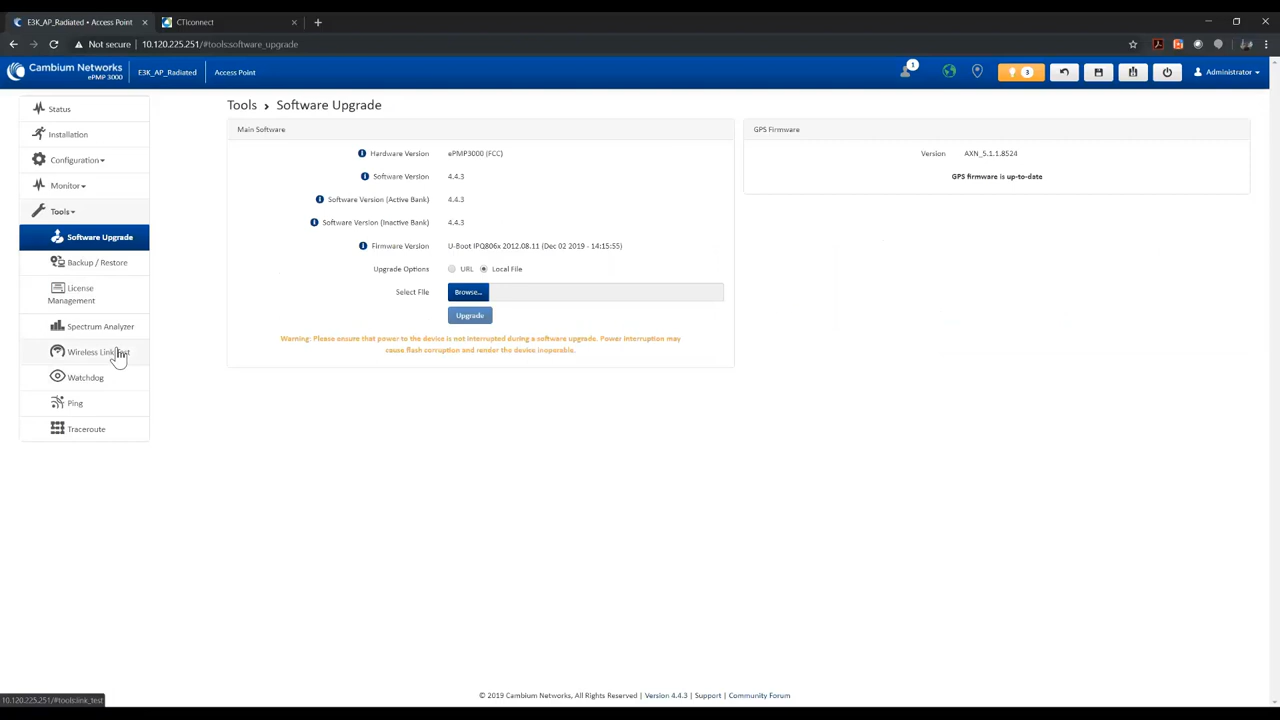 E3K_AP_Radiated • Access Point
CTIconnect
Not secure
10.120.225.251/#tools:software_upgrade
Cambium Networks
ePMP 3000
E3K_AP_Radiated
Access Point
1
3
Administrator
Status
Installation
Configuration
Monitor
Tools
Software Upgrade
Backup / Restore
License
Management
Spectrum Analyzer
Wireless Link
Watchdog
Ping
Traceroute
Tools > Software Upgrade
Main Software
Hardware Version ePMP3000 (FCC)
Software Version 4.4.3
Software Version (Active Bank) 4.4.3
Software Version (Inactive Bank) 4.4.3
Firmware Version U-Boot IPQ806x 2012.08.11 (Dec 02 2019 - 14:15:55)
Upgrade Options URL Local File
Select File Browse...
Upgrade
Warning: Please ensure that power to the device is not interrupted during a software upgrade. Power interruption may
cause flash corruption and render the device inoperable.
GPS Firmware
Version AXN_5.1.1.8524
GPS firmware is up-to-date
© 2019 Cambium Networks, All Rights Reserved | Version 4.4.3 | Support | Community Forum
10.120.225.251/#tools:link_test